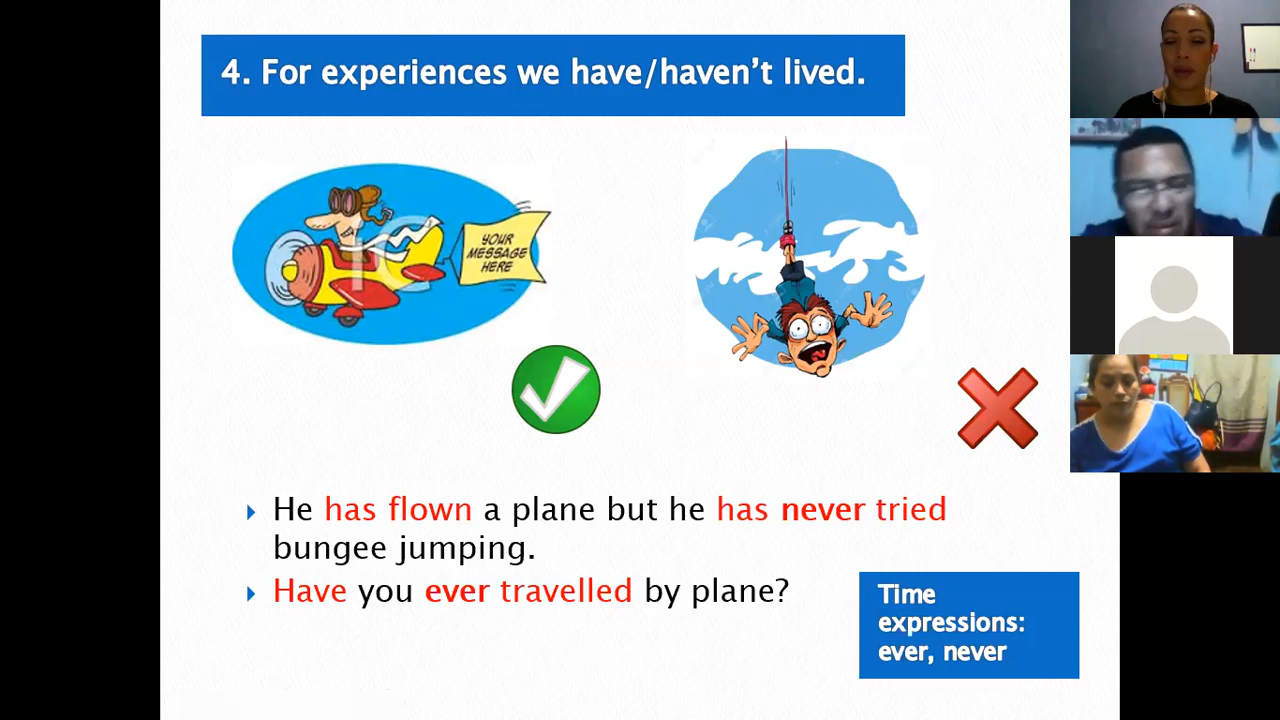 4. For experiences we have/haven't lived.
YOUR
MESSAGE
HERE
He has flown a plane but he has never tried
bungee jumping.
Have you ever travelled by plane?
Time
expressions:
ever, never